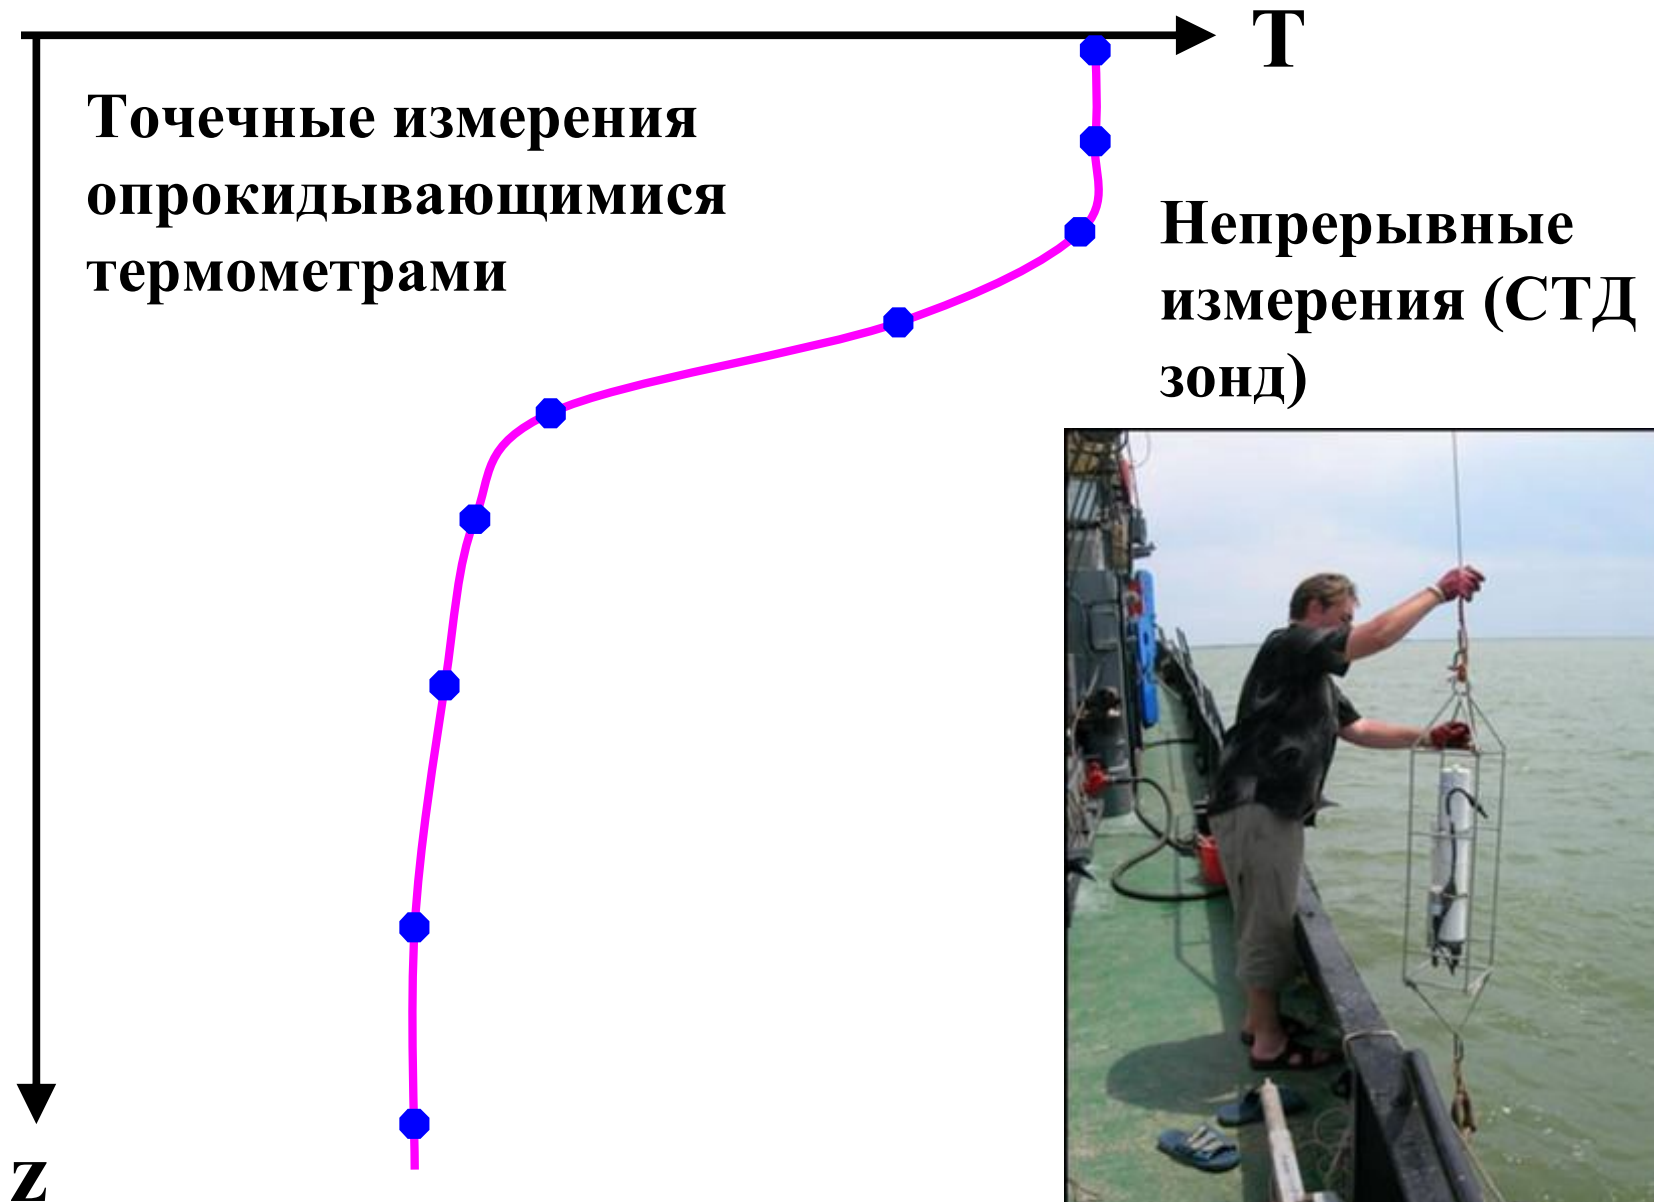 T
Точечные измерения
опрокидывающимися
термометрами
Непрерывные
измерения (СТД
зонд)
z